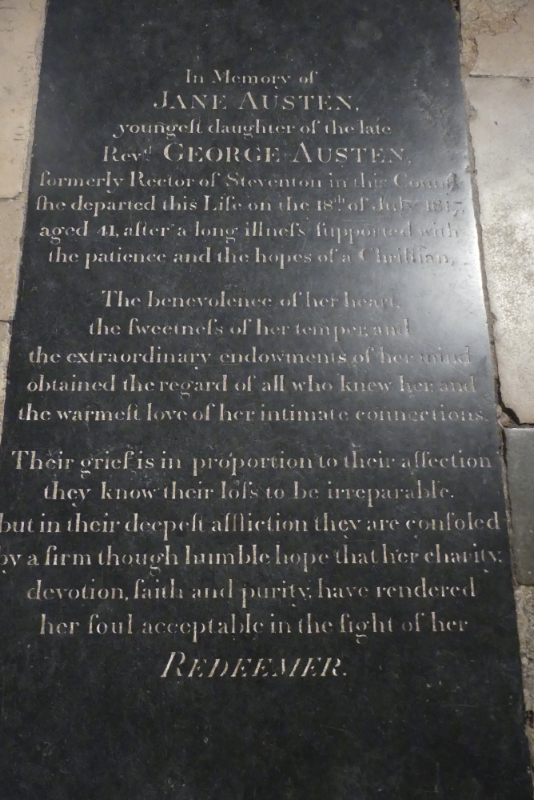 In Memory of
JANE AUSTEN,
youngeſt daughter of the late
Revd GEORGE AUSTEN,
formerly Rector of Steventon in this County
ſhe departed this Life on the 18th of July 1817,
aged 41, after a long illneſs ſupported with
the patience and the hopes of a Chriſtian.
The benevolence of her heart,
the ſweetneſs of her temper, and
the extraordinary endowments of her mind
obtained the regard of all who knew her and
the warmeſt love of her intimate connections.
Their grief is in proportion to their affection
they know their loſs to be irreparable,
but in their deepeſt affliction they are conſoled
by a firm though humble hope that her charity,
devotion, faith and purity, have rendered
her ſoul acceptable in the ſight of her
REDEEMER.